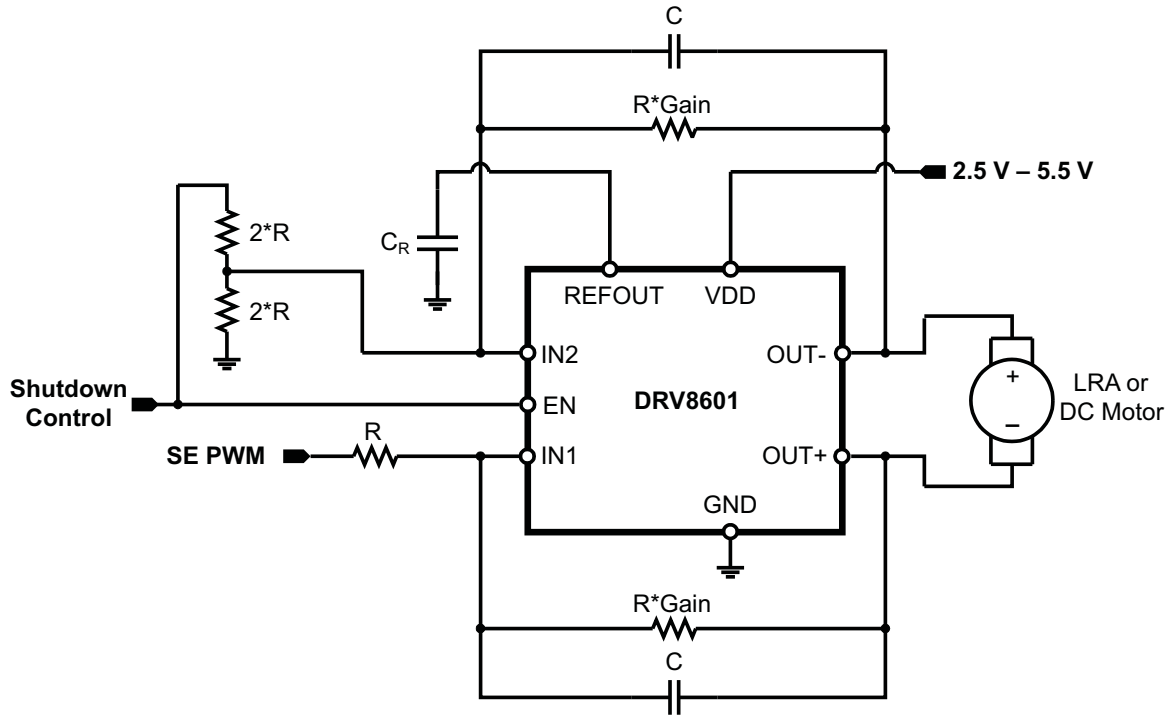 C
R*Gain
2.5 V – 5.5 V
2*R
CR
2*R
REFOUT
VDD
IN2
OUT-
Shutdown
Control
EN
DRV8601
+
–
LRA or
DC Motor
SE PWM
R
IN1
OUT+
GND
R*Gain
C